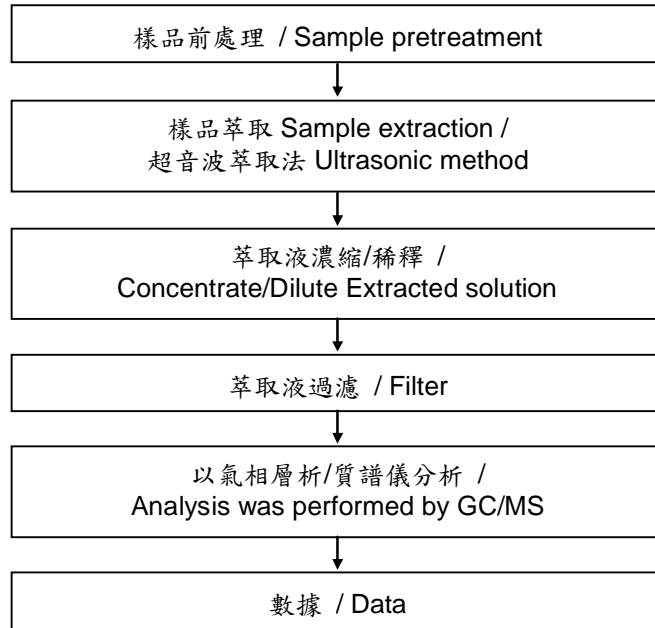 樣品前處理 / Sample pretreatment
樣品萃取 Sample extraction /
超音波萃取法 Ultrasonic method
萃取液濃縮/稀釋 /
Concentrate/Dilute Extracted solution
萃取液過濾 / Filter
以氣相層析/質譜儀分析 /
Analysis was performed by GC/MS
數據 / Data